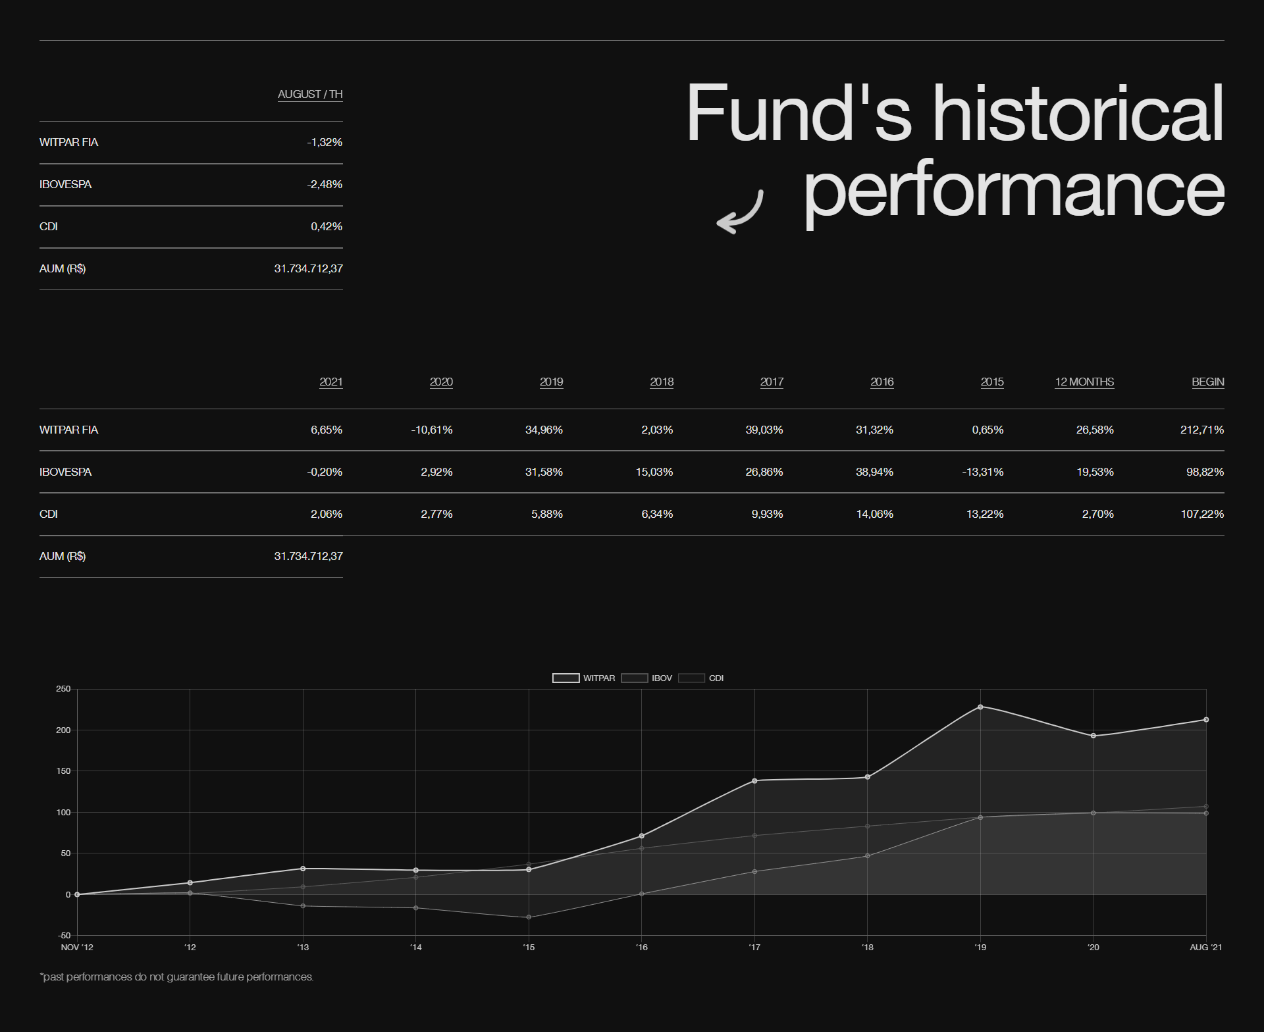 Fund's historical
performance
AUGUST / TH
WITPAR FIA -1,32%
IBOVESPA -2,48%
CDI 0,42%
AUM (R$) 31.734.712,37
2021 2020 2019 2018 2017 2016 2015 12 MONTHS BEGIN
WITPAR FIA 6,65% -10,61% 34,96% 2,03% 39,03% 31,32% 0,65% 26,58% 212,71%
IBOVESPA -0,20% 2,92% 31,58% 15,03% 26,86% 38,94% -13,31% 19,53% 98,82%
CDI 2,06% 2,77% 5,88% 6,34% 9,93% 14,06% 13,22% 2,70% 107,22%
AUM (R$) 31.734.712,37
WITPAR IBOV CDI
250
200
150
100
50
0
-50
NOV '12 '12 '13 '14 '15 '16 '17 '18 '19 '20 AUG '21
*past performances do not guarantee future performances.